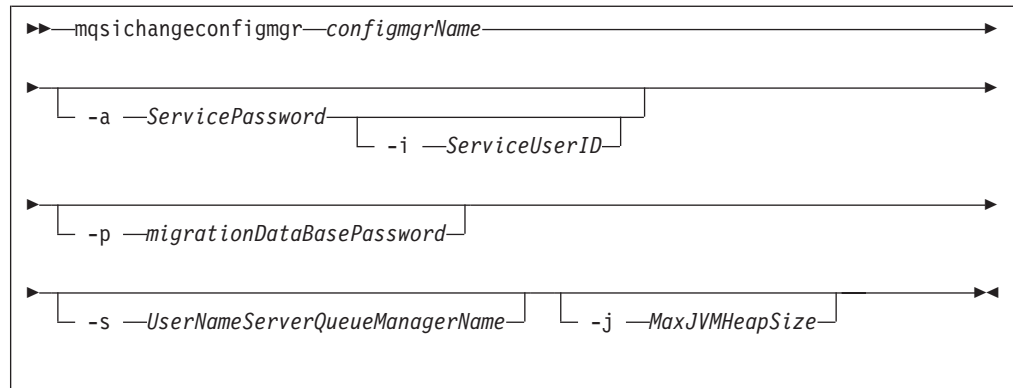 mqsichangeconfigmgr configmgrName
-a ServicePassword
-i ServiceUserID
-p migrationDataBasePassword
-s UserNameServerQueueManagerName -j MaxJVMHeapSize